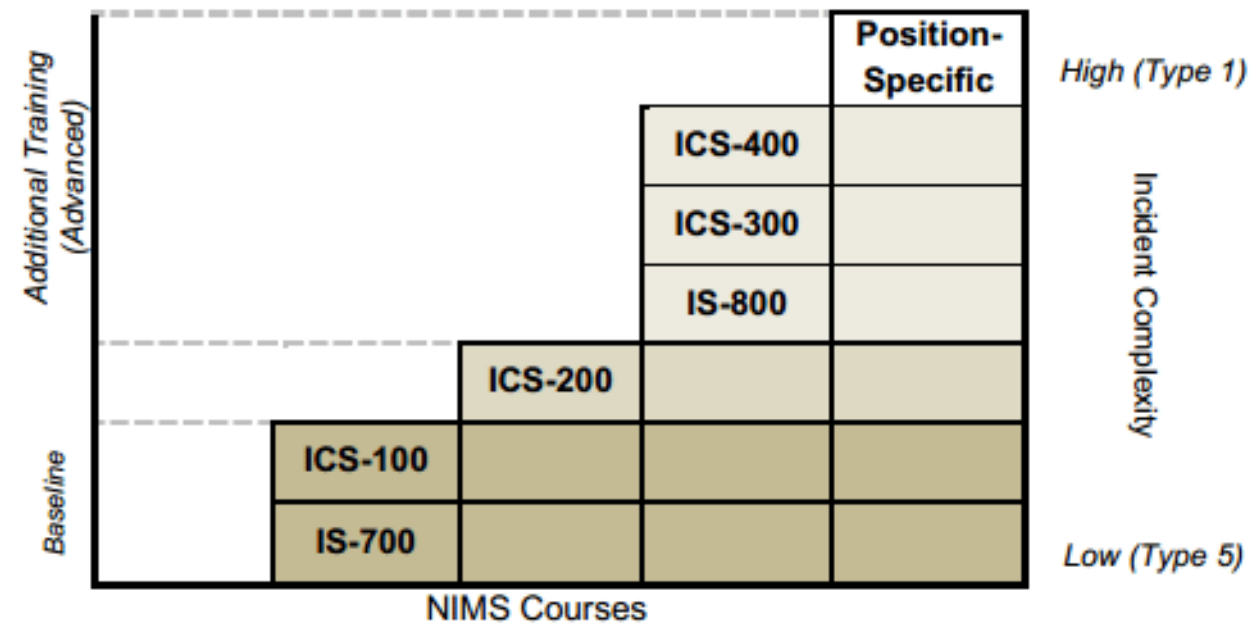 Additional Training
(Advanced)
Baseline
Position-
Specific
ICS-400
ICS-300
IS-800
ICS-200
ICS-100
IS-700
High (Type 1)
Incident Complexity
Low (Type 5)
NIMS Courses